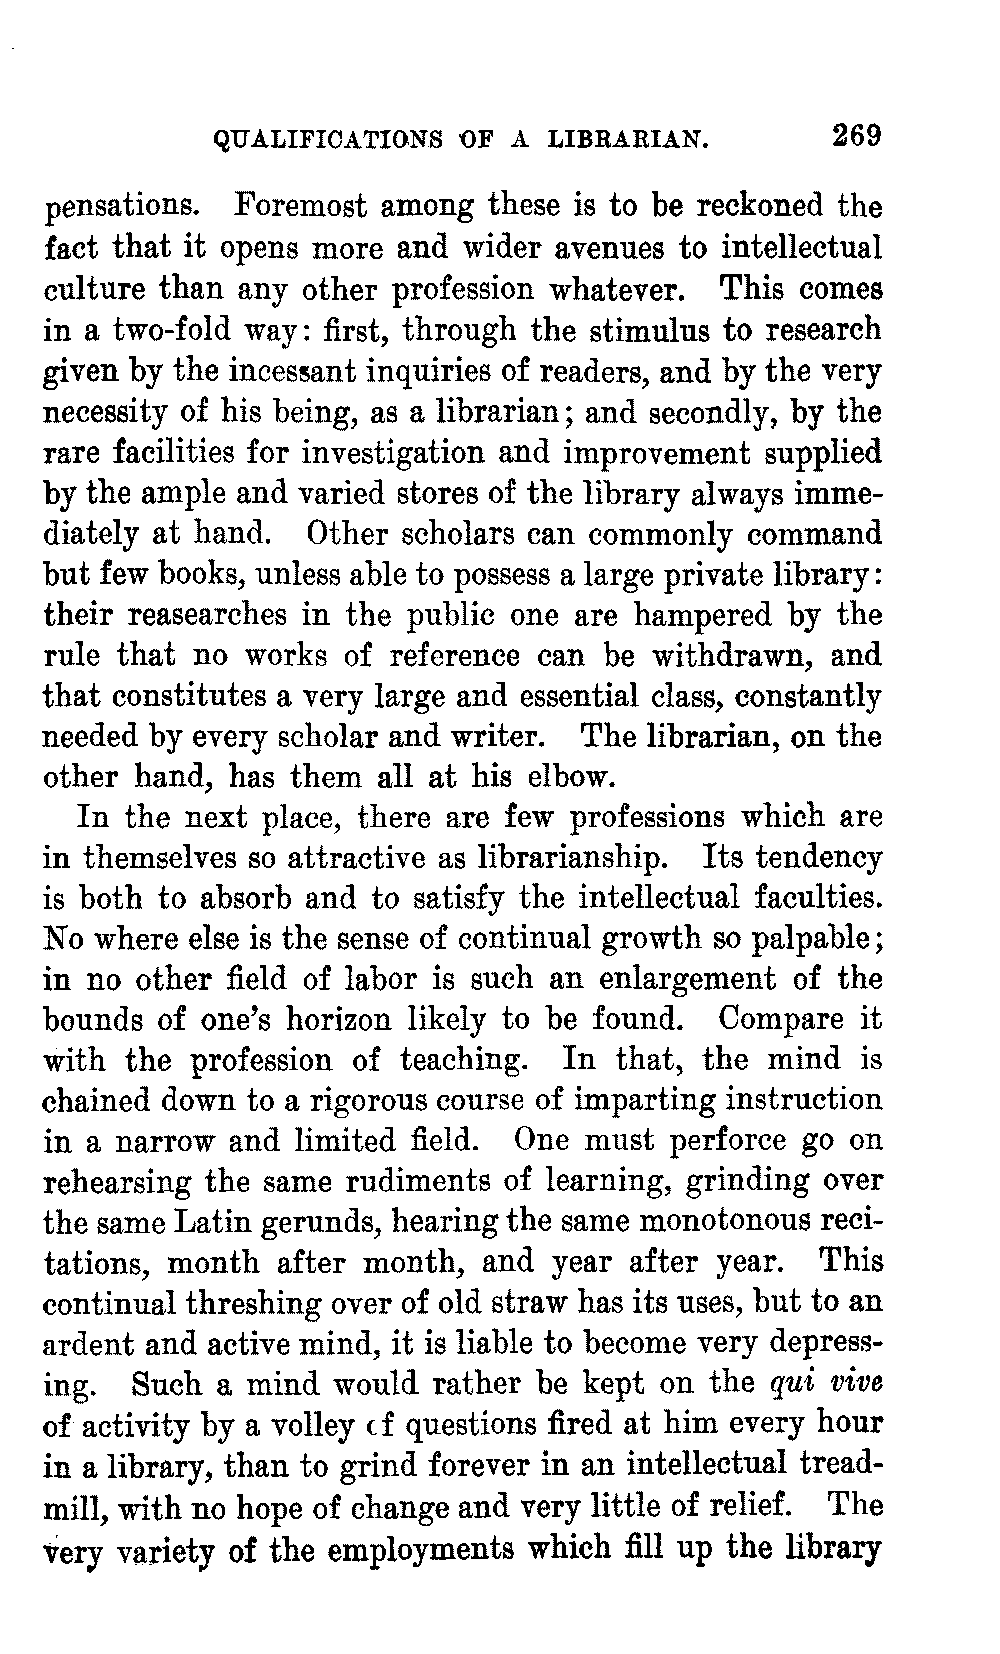 QUALIFICATIONS OF A LIBRARIAN. 269
pensations. Foremost among these is to be reckoned the
fact that it opens more and wider avenues to intellectual
culture than any other profession whatever. This comes
in a two-fold way: first, through the stimulus to research
given by the incessant inquiries of readers, and by the very
necessity of his being, as a librarian; and secondly, by the
rare facilities for investigation and improvement supplied
by the ample and varied stores of the library always imme-
diately at hand. Other scholars can commonly command
but few books, unless able to possess a large private library:
their reasearches in the public one are hampered by the
rule that no works of reference can be withdrawn, and
that constitutes a very large and essential class, constantly
needed by every scholar and writer. The librarian, on the
other hand, has them all at his elbow.
In the next place, there are few professions which are
in themselves so attractive as librarianship. Its tendency
is both to absorb and to satisfy the intellectual faculties.
No where else is the sense of continual growth so palpable;
in no other field of labor is such an enlargement of the
bounds of one's horizon likely to be found. Compare it
with the profession of teaching. In that, the mind is
chained down to a rigorous course of imparting instruction
in a narrow and limited field. One must perforce go on
rehearsing the same rudiments of learning, grinding over
the same Latin gerunds, hearing the same monotonous reci-
tations, month after month, and year after year. This
continual threshing over of old straw has its uses, but to an
ardent and active mind, it is liable to become very depress-
ing. Such a mind would rather be kept on the qui vive
of activity by a volley of questions fired at him every hour
in a library, than to grind forever in an intellectual tread-
mill, with no hope of change and very little of relief. The
very variety of the employments which fill up the library